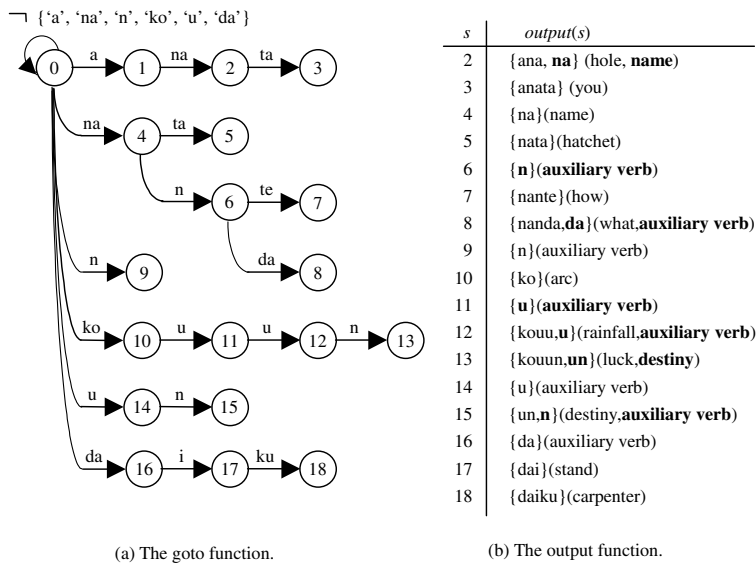 ¬ {‘a’, ‘na’, ‘n’, ‘ko’, ‘u’, ‘da’}
0 a 1 na 2 ta 3
na 4 ta 5
n 6 te 7
da 8
n 9
ko 10 u 11 u 12 n 13
u 14 n 15
da 16 i 17 ku 18
(a) The goto function.
s output(s)
2 {ana, na} (hole, name)
3 {anata} (you)
4 {na}(name)
5 {nata}(hatchet)
6 {n}(auxiliary verb)
7 {nante}(how)
8 {nanda,da}(what,auxiliary verb)
9 {n}(auxiliary verb)
10 {ko}(arc)
11 {u}(auxiliary verb)
12 {kouu,u}(rainfall,auxiliary verb)
13 {kouun,un}(luck,destiny)
14 {u}(auxiliary verb)
15 {un,n}(destiny,auxiliary verb)
16 {da}(auxiliary verb)
17 {dai}(stand)
18 {daiku}(carpenter)
(b) The output function.